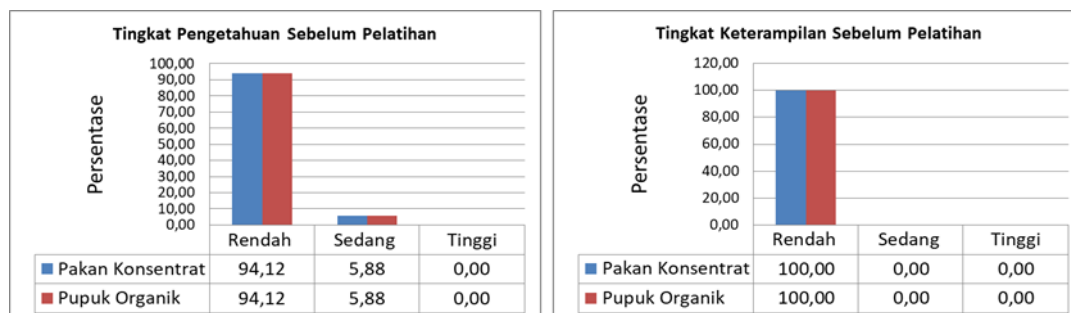 Tingkat Pengetahuan Sebelum Pelatihan
Persentase
100,00
90,00
80,00
70,00
60,00
50,00
40,00
30,00
20,00
10,00
0,00
Rendah Sedang Tinggi
Pakan Konsentrat 94,12 5,88 0,00
Pupuk Organik 94,12 5,88 0,00
Tingkat Keterampilan Sebelum Pelatihan
Persentase
120,00
100,00
80,00
60,00
40,00
20,00
0,00
Rendah Sedang Tinggi
Pakan Konsentrat 100,00 0,00 0,00
Pupuk Organik 100,00 0,00 0,00